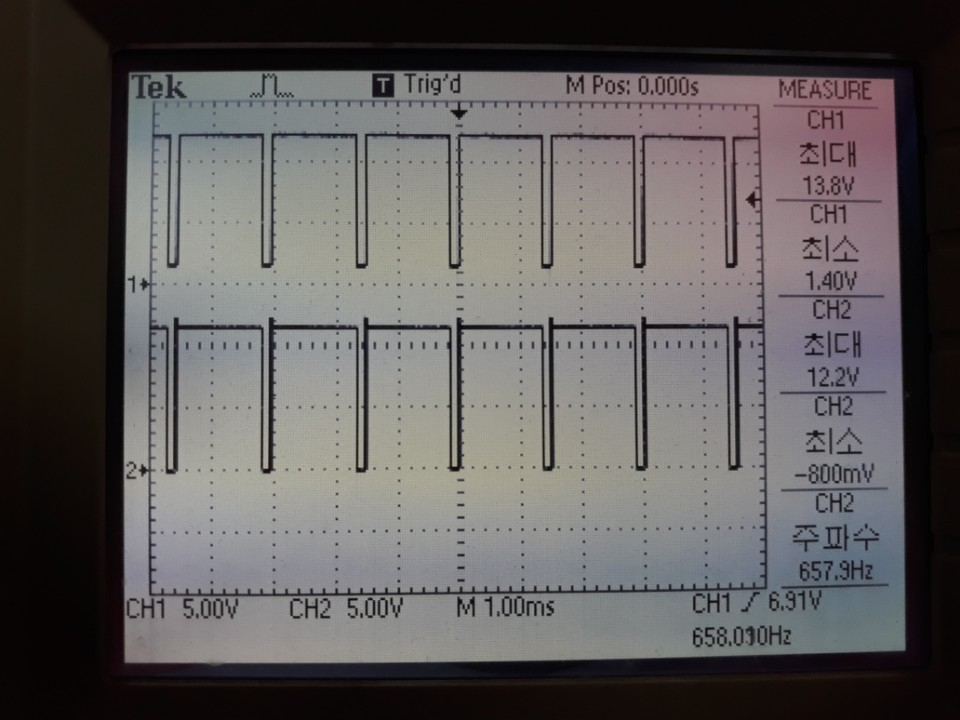 Tek T Trig'd M Pos: 0.000s MEASURE
CH1
최대
13.8V
CH1
최소
1.40V
CH2
최대
12.2V
CH2
최소
-800mV
CH2
주파수
657.9Hz
1
2
CH1 5.00V CH2 5.00V M 1.00ms CH1 6.91V